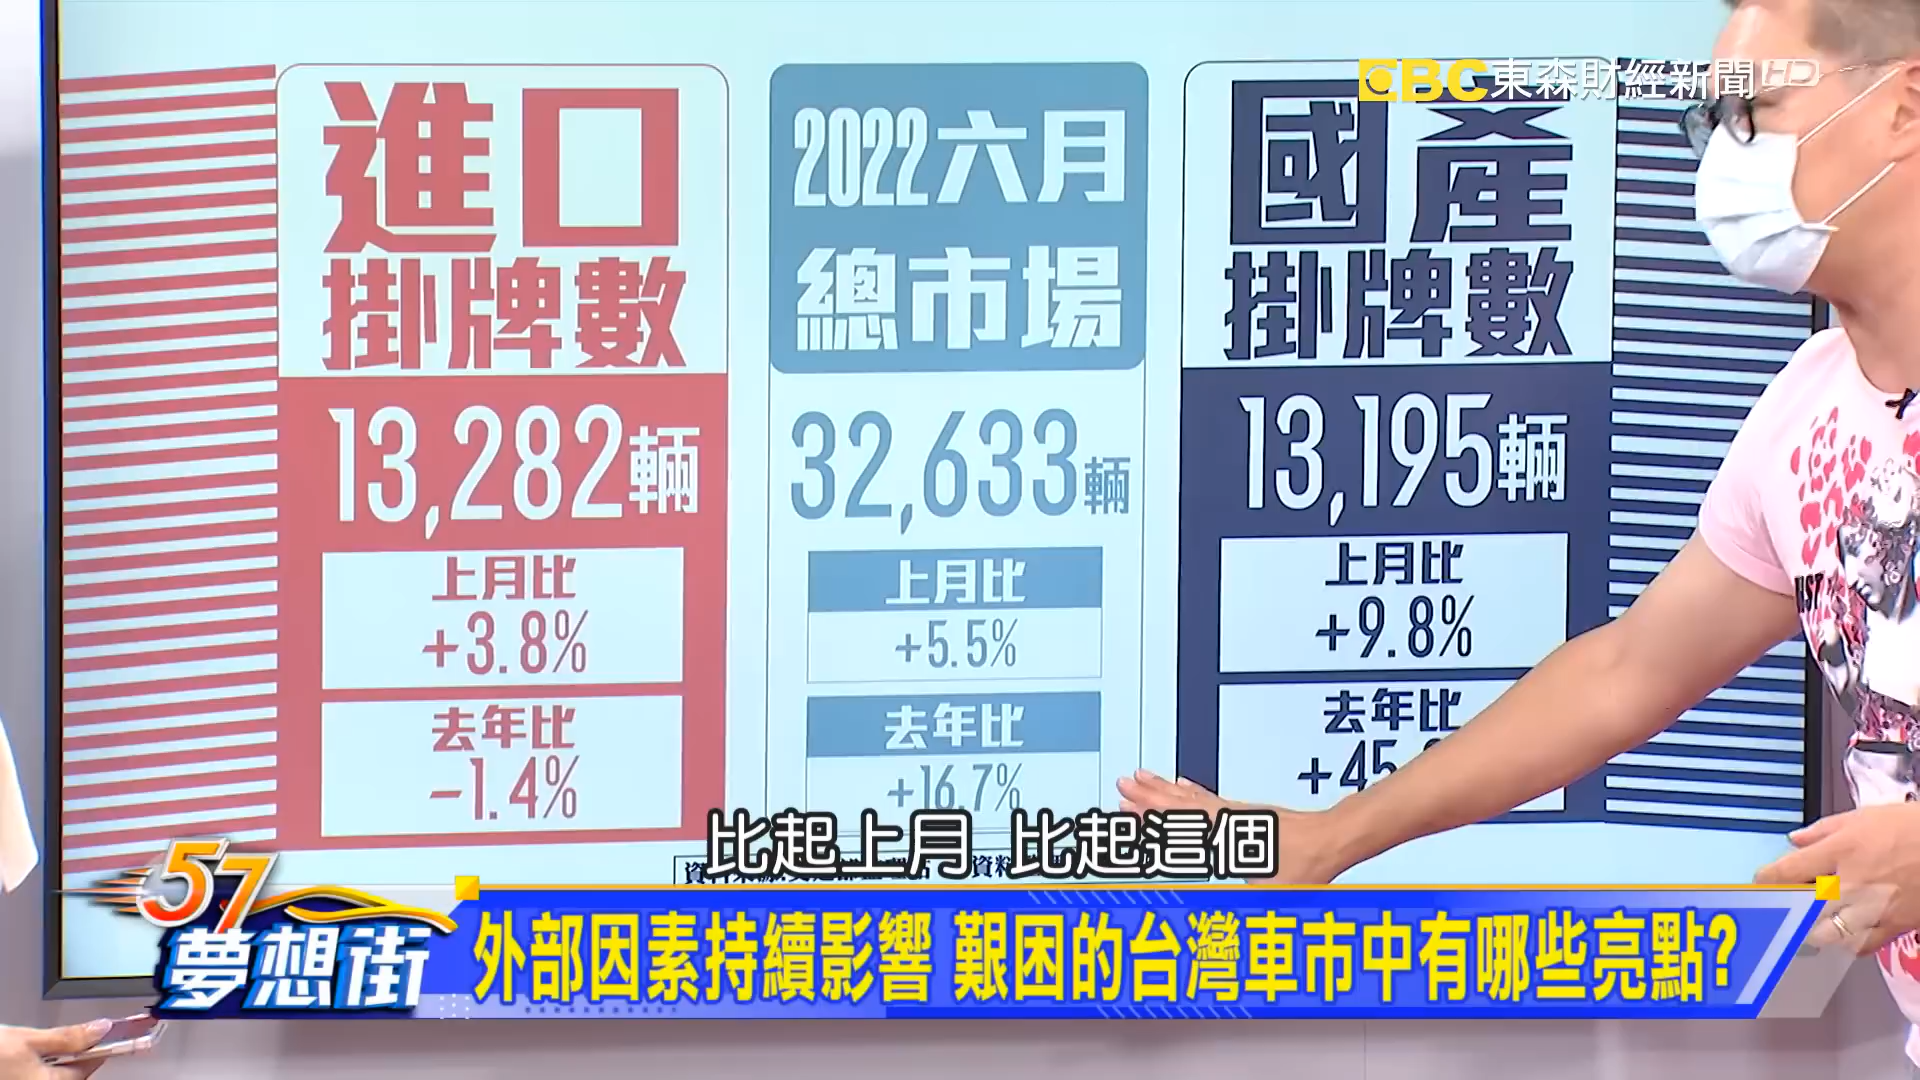 EBC 東森財經新聞 HD
進口
掛牌數
13,282輛
上月比
+3.8%
去年比
-1.4%
2022六月
總市場
32,633輛
上月比
+5.5%
去年比
+16.7%
國產
掛牌數
13,195輛
上月比
+9.8%
去年比
+45
比起上月 比起這個
57
夢想街
外部因素持續影響 艱困的台灣車市中有哪些亮點?